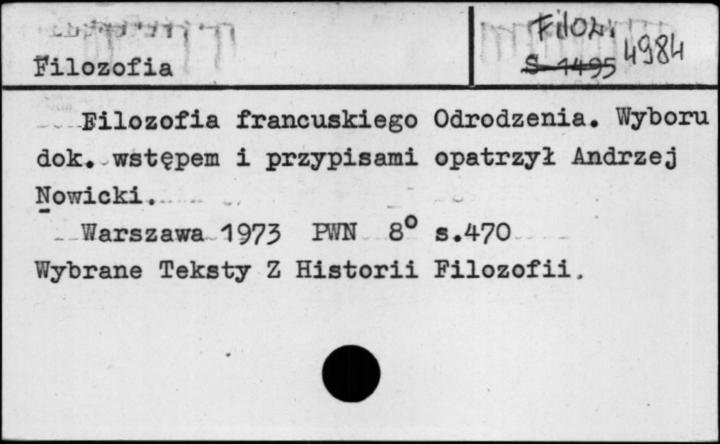 Filoz.
Filozofia
S-1495 4984
Filozofia francuskiego Odrodzenia. Wyboru
dok. wstępem i przypisami opatrzył Andrzej
Nowicki.
Warszawa 1973 PWN 8° s.470
Wybrane Teksty Z Historii Filozofii.